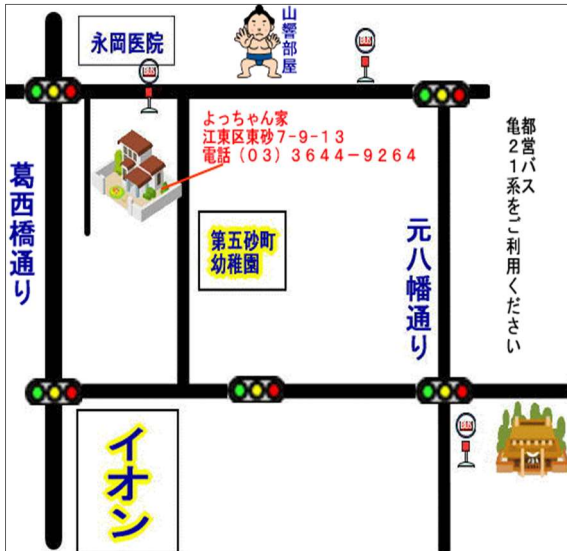 永岡医院
山響部屋
よっちゃん家
江東区東砂7-9-13
電話(03)3644-9264
葛西橋通り
第五砂町
幼稚園
元八幡通り
都営バス
亀21系をご利用ください
イオン